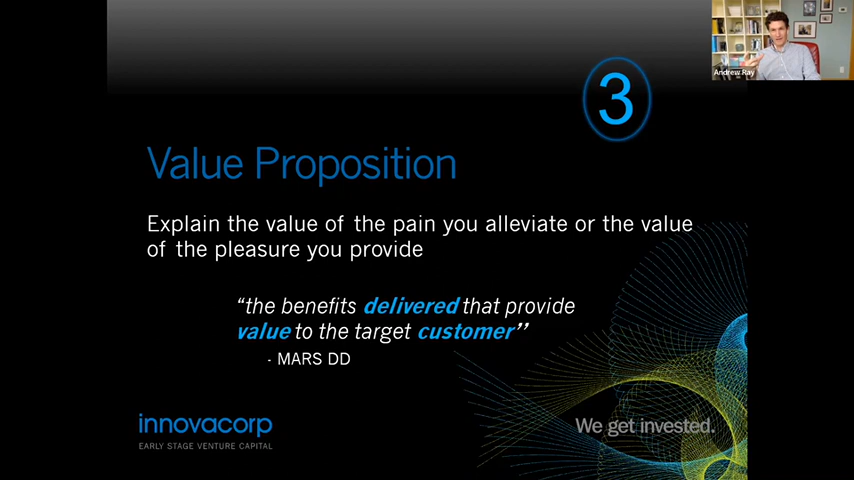 Andrew Ray
3
Value Proposition
Explain the value of the pain you alleviate or the value
of the pleasure you provide
“the benefits delivered that provide
value to the target customer’’
- MARS DD
innovacorp
EARLY STAGE VENTURE CAPITAL
We get invested.